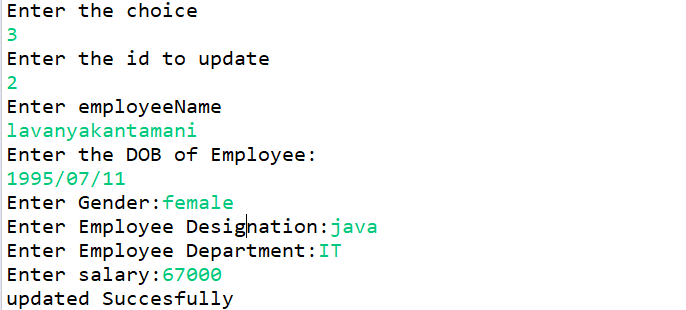 Enter the choice
3
Enter the id to update
2
Enter employeeName
lavanyakantamani
Enter the DOB of Employee:
1995/07/11
Enter Gender:female
Enter Employee Designation:java
Enter Employee Department:IT
Enter salary:67000
updated Succesfully